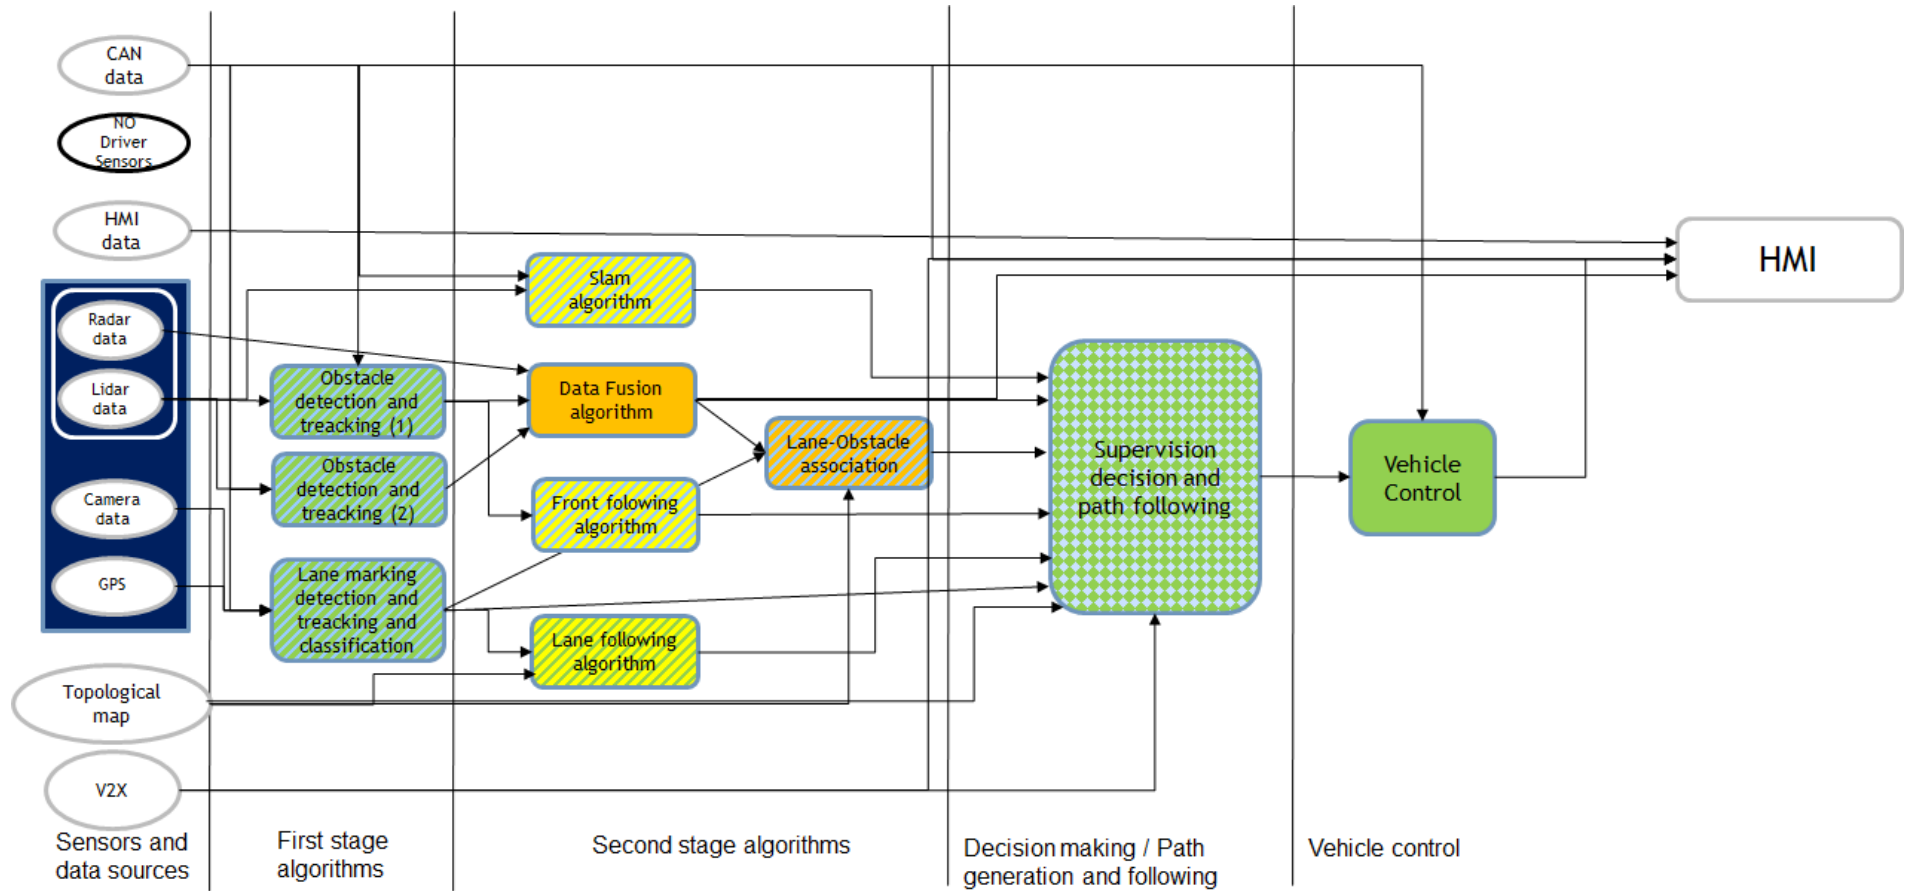 CAN
data
NO
Driver
Sensors
HMI
data
Radar
data
Lidar
data
Camera
data
GPS
Topological
map
V2X
Sensors and
data sources
Obstacle
detection and
treacking (1)
Obstacle
detection and
treacking (2)
Lane marking
detection and
treacking and
classification
First stage
algorithms
Slam
algorithm
Data Fusion
algorithm
Lane-Obstacle
association
Front folowing
algorithm
Lane following
algorithm
Second stage algorithms
Supervision
decision and
path following
Decision making / Path
generation and following
Vehicle
Control
Vehicle control
HMI